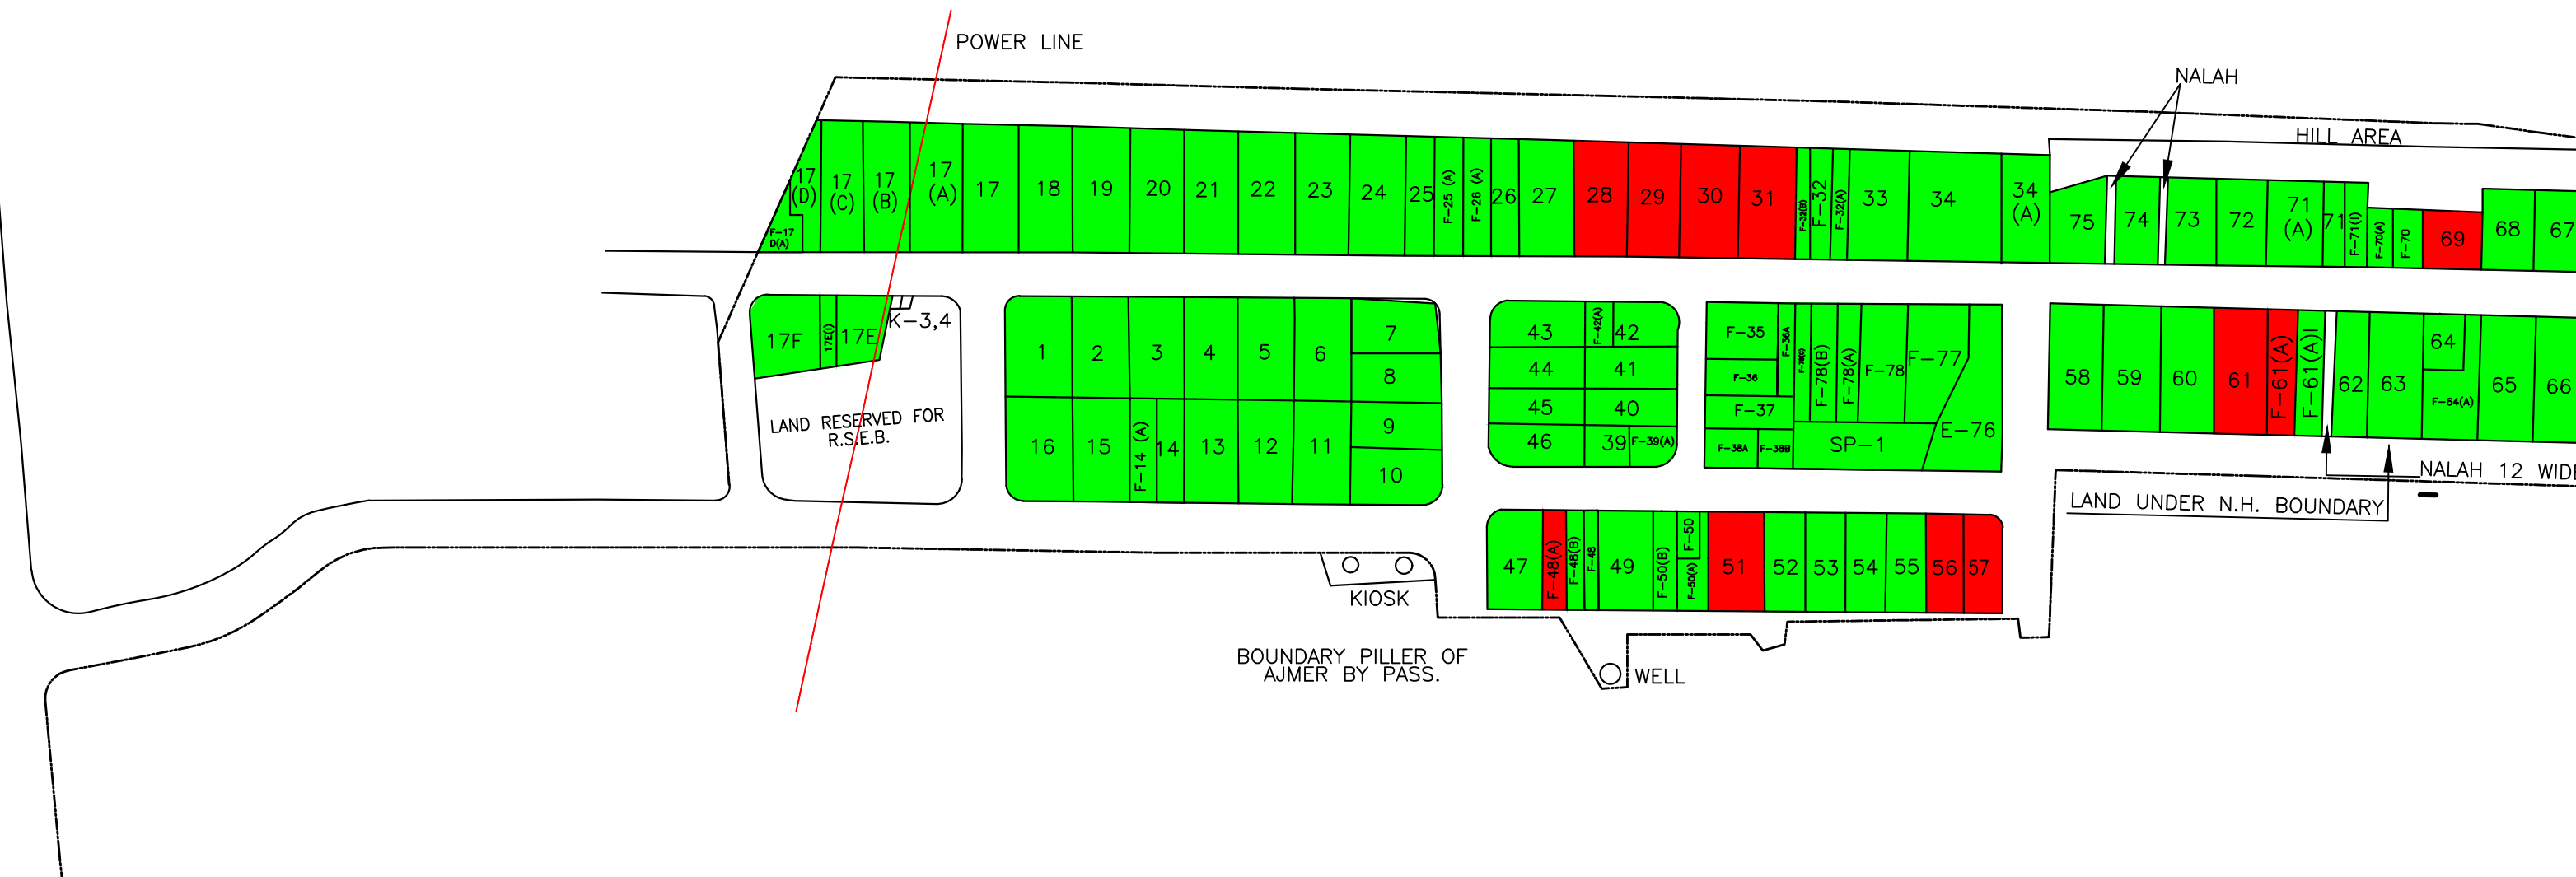 POWER LINE
NALAH
HILL AREA
17
(D)
F-17
D(A)
17
(C)
17
(B)
17
(A)
17
18
19
20
21
22
23
24
25
F-25 (A)
F-26 (A)
26
27
28
29
30
31
F-32(B)
F-32
F-32(A)
33
34
34
(A)
75
74
73
72
71
(A)
71
F-71(I)
F-70(A)
F-70
69
68
67
17F
17E(I)
17E
K-3,4
LAND RESERVED FOR
R.S.E.B.
1
2
3
4
5
6
7
8
16
15
F-14 (A)
14
13
12
11
9
10
43
F-42(A)
42
44
41
45
40
46
39
F-39(A)
F-35
F-36A
F-36
F-37
F-38A
F-38B
F-78(C)
F-78(B)
F-78(A)
F-78
F-77
SP-1
E-76
58
59
60
61
F-61(A)
F-61(A)I
62
63
64
F-64(A)
65
66
NALAH 12 WIDE
LAND UNDER N.H. BOUNDARY
47
F-48(A)
F-48(B)
F-48
49
F-50(B)
F-50
F-50(A)
51
52
53
54
55
56
57
KIOSK
BOUNDARY PILLER OF
AJMER BY PASS.
WELL